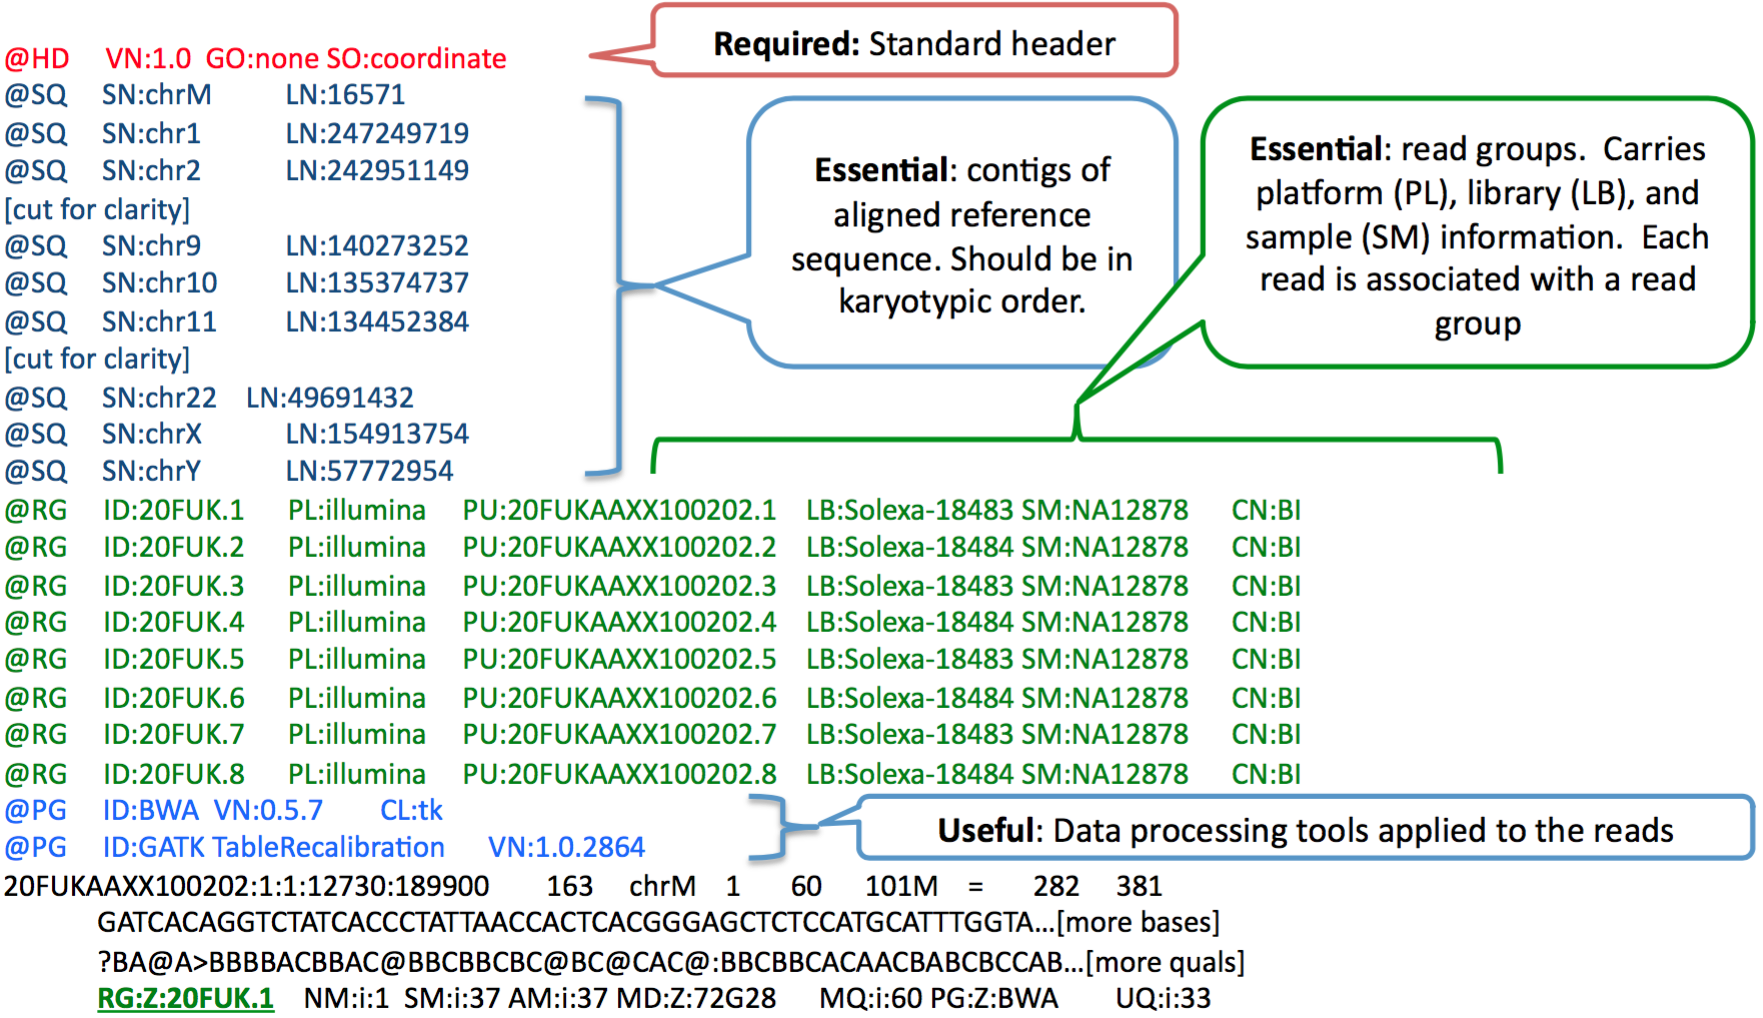 @HD VN:1.0 GO:none SO:coordinate
Required: Standard header
@SQ SN:chrM LN:16571
@SQ SN:chr1 LN:247249719
@SQ SN:chr2 LN:242951149
[cut for clarity]
@SQ SN:chr9 LN:140273252
@SQ SN:chr10 LN:135374737
@SQ SN:chr11 LN:134452384
[cut for clarity]
@SQ SN:chr22 LN:49691432
@SQ SN:chrX LN:154913754
@SQ SN:chrY LN:57772954
Essential: contigs of
aligned reference
sequence. Should be in
karyotypic order.
Essential: read groups. Carries
platform (PL), library (LB), and
sample (SM) information. Each
read is associated with a read
group
@RG ID:20FUK.1 PL:illumina PU:20FUKAAXX100202.1 LB:Solexa-18483 SM:NA12878 CN:BI
@RG ID:20FUK.2 PL:illumina PU:20FUKAAXX100202.2 LB:Solexa-18484 SM:NA12878 CN:BI
@RG ID:20FUK.3 PL:illumina PU:20FUKAAXX100202.3 LB:Solexa-18483 SM:NA12878 CN:BI
@RG ID:20FUK.4 PL:illumina PU:20FUKAAXX100202.4 LB:Solexa-18484 SM:NA12878 CN:BI
@RG ID:20FUK.5 PL:illumina PU:20FUKAAXX100202.5 LB:Solexa-18483 SM:NA12878 CN:BI
@RG ID:20FUK.6 PL:illumina PU:20FUKAAXX100202.6 LB:Solexa-18484 SM:NA12878 CN:BI
@RG ID:20FUK.7 PL:illumina PU:20FUKAAXX100202.7 LB:Solexa-18483 SM:NA12878 CN:BI
@RG ID:20FUK.8 PL:illumina PU:20FUKAAXX100202.8 LB:Solexa-18484 SM:NA12878 CN:BI
@PG ID:BWA VN:0.5.7 CL:tk
@PG ID:GATK TableRecalibration VN:1.0.2864
Useful: Data processing tools applied to the reads
20FUKAAXX100202:1:1:12730:189900 163 chrM 1 60 101M = 282 381
GATCACAGGTCTATCACCCTATTAACCACTCACGGGAGCTCTCCATGCATTTGGTA...[more bases]
?BA@A>BBBBACBBAC@BBCBBCBC@BC@CAC@:BBCBBCACAACBABCBCCAB...[more quals]
RG:Z:20FUK.1 NM:i:1 SM:i:37 AM:i:37 MD:Z:72G28 MQ:i:60 PG:Z:BWA UQ:i:33